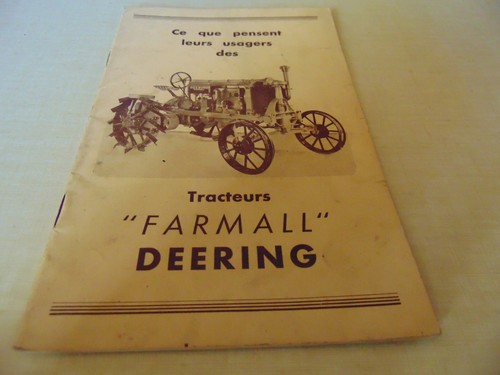 Ce que pensent
leurs usagers
des
Tracteurs
"FARMALL"
DEERING